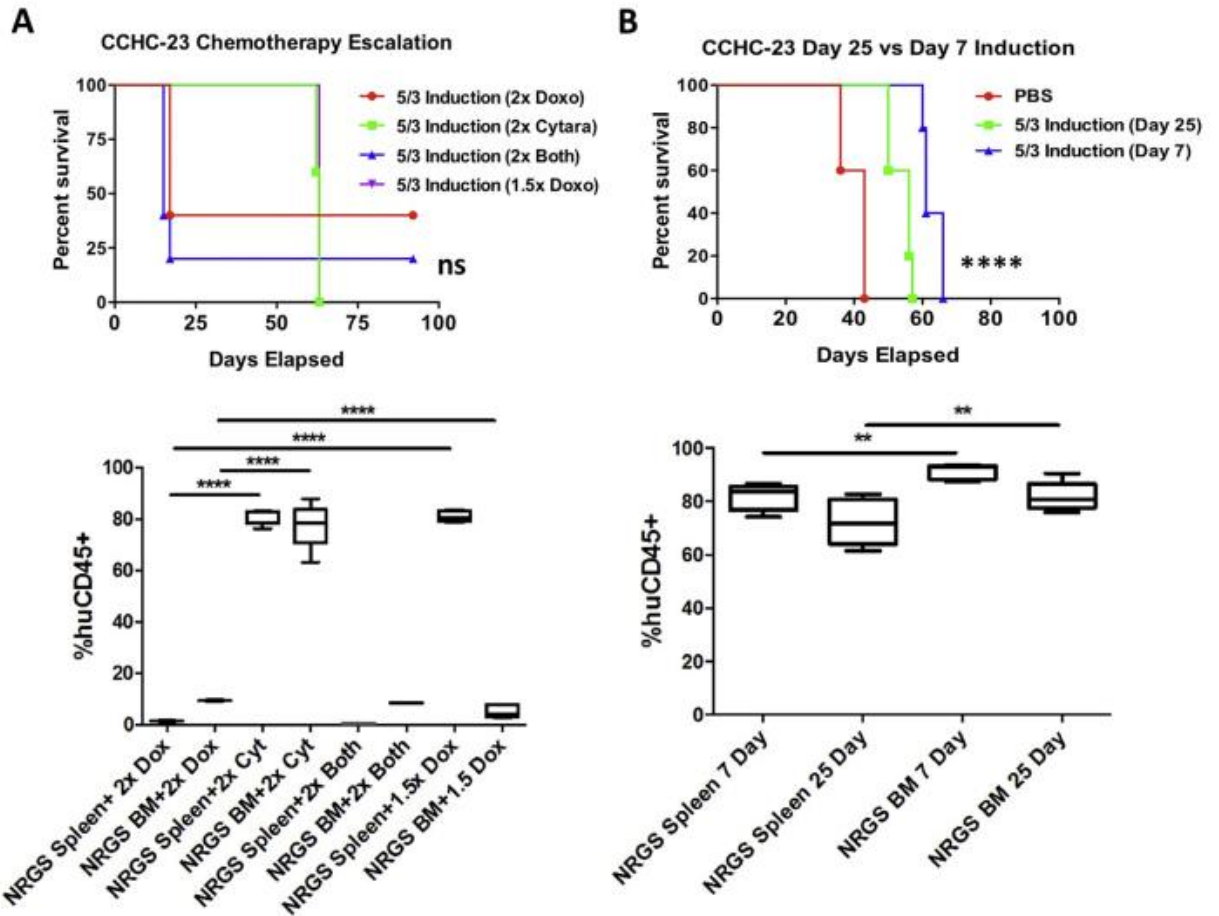 A
CCHC-23 Chemotherapy Escalation
Percent survival
100
75
50
25
0
0 25 50 75 100
Days Elapsed
5/3 Induction (2x Doxo)
5/3 Induction (2x Cytara)
5/3 Induction (2x Both)
5/3 Induction (1.5x Doxo)
ns
B
CCHC-23 Day 25 vs Day 7 Induction
Percent survival
100
80
60
40
20
0
0 20 40 60 80 100
Days Elapsed
PBS
5/3 Induction (Day 25)
5/3 Induction (Day 7)
****
%huCD45+
100
80
60
40
20
0
****
****
****
****
NRGS Spleen+ 2x Dox
NRGS BM+2x Dox
NRGS Spleen+2x Cyt
NRGS BM+2x Cyt
NRGS Spleen+2x Both
NRGS BM+2x Both
NRGS Spleen+1.5x Dox
NRGS BM+1.5 Dox
%huCD45+
100
80
60
40
20
0
**
**
NRGS Spleen 7 Day
NRGS Spleen 25 Day
NRGS BM 7 Day
NRGS BM 25 Day